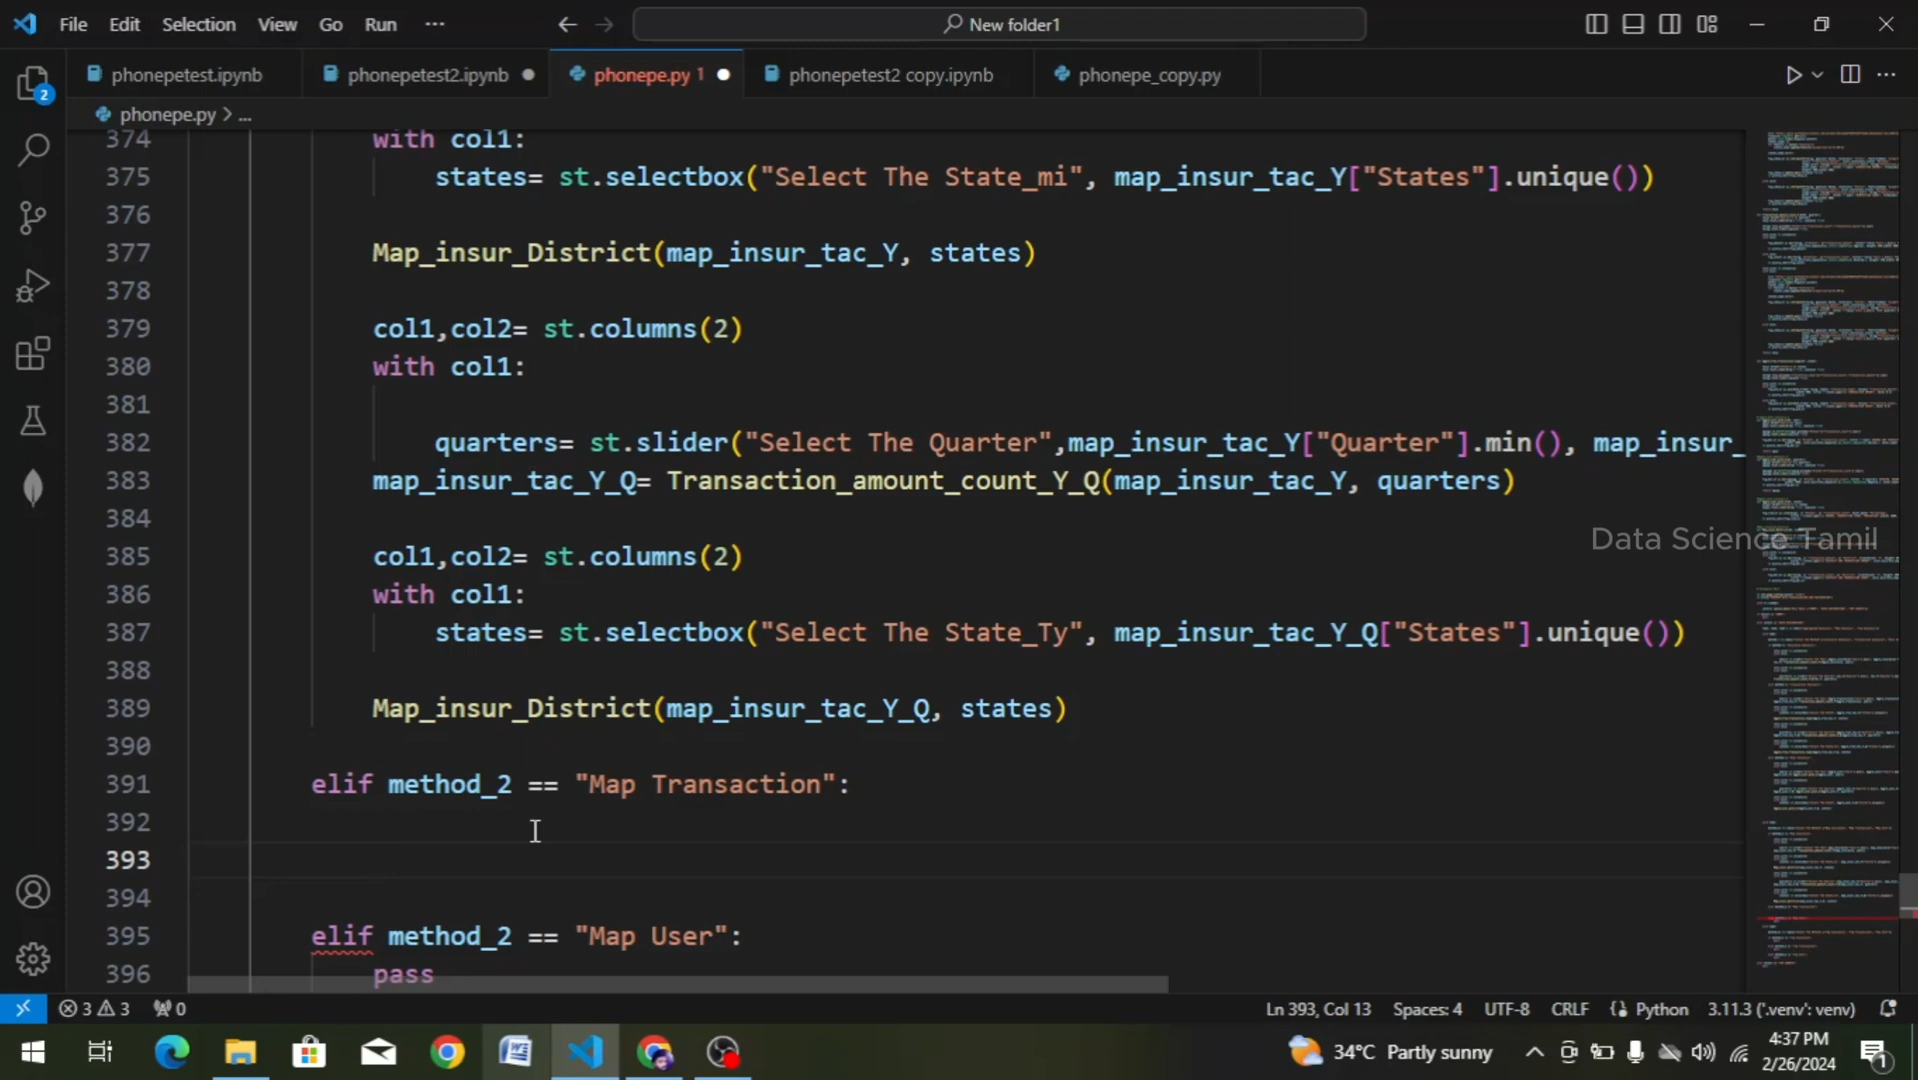 File Edit Selection View Go Run ··· New folder1
phonepetest.ipynb phonepetest2.ipynb phonepe.py 1 phonepetest2 copy.ipynb phonepe_copy.py
phonepe.py > ...
374 with col1:
375 states= st.selectbox("Select The State_mi", map_insur_tac_Y["States"].unique())
376
377 Map_insur_District(map_insur_tac_Y, states)
378
379 col1,col2= st.columns(2)
380 with col1:
381
382 quarters= st.slider("Select The Quarter",map_insur_tac_Y["Quarter"].min(), map_insur_
383 map_insur_tac_Y_Q= Transaction_amount_count_Y_Q(map_insur_tac_Y, quarters)
384
385 col1,col2= st.columns(2)
386 with col1:
387 states= st.selectbox("Select The State_Ty", map_insur_tac_Y_Q["States"].unique())
388
389 Map_insur_District(map_insur_tac_Y_Q, states)
390
391 elif method_2 == "Map Transaction":
392
393
394
395 elif method_2 == "Map User":
396 pass
Data Science Tamil
2
3 3 0 Ln 393, Col 13 Spaces: 4 UTF-8 CRLF Python 3.11.3 ('.venv': venv)
34°C Partly sunny 4:37 PM
2/26/2024 1